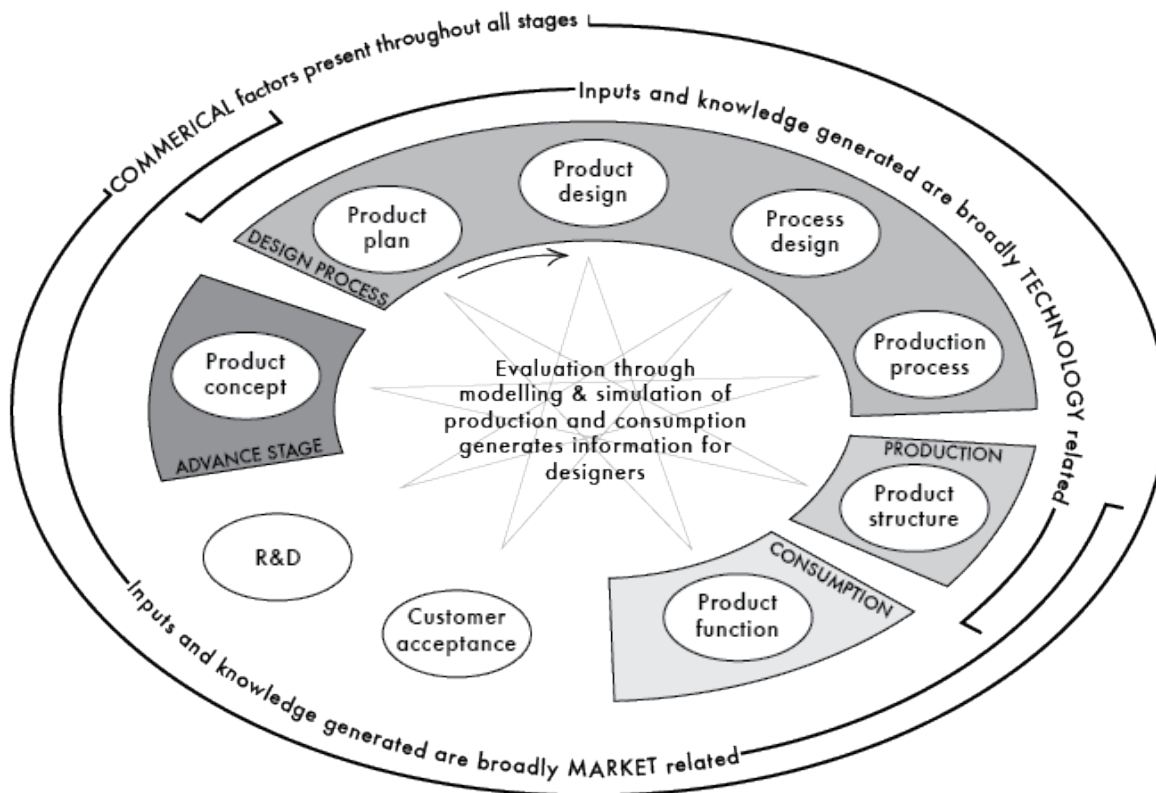 COMMERICAL factors present throughout all stages
Inputs and knowledge generated are broadly TECHNOLOGY related
Product
design
Product
plan
Process
design
DESIGN PROCESS
Production
process
Product
concept
ADVANCE STAGE
Evaluation through
modelling & simulation of
production and consumption
generates information for
designers
PRODUCTION
Product
structure
CONSUMPTION
Product
function
R&D
Customer
acceptance
Inputs and knowledge generated are broadly MARKET related